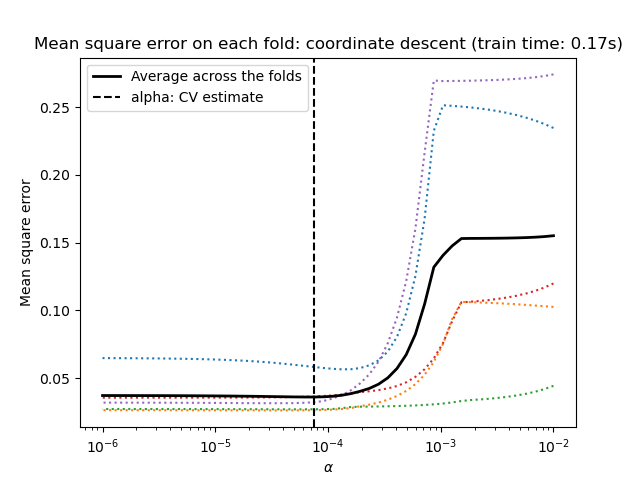 Mean square error on each fold: coordinate descent (train time: 0.17s)
Average across the folds
alpha: CV estimate
Mean square error
0.25
0.20
0.15
0.10
0.05
10⁻⁶
10⁻⁵
10⁻⁴
10⁻³
10⁻²
α